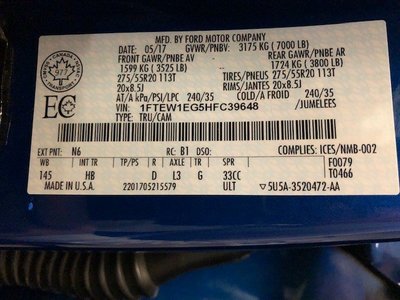 MFD. BY FORD MOTOR COMPANY
DATE: 05/17 GVWR/PNBV: 3175 KG (7000 LB)
FRONT GAWR/PNBE AV REAR GAWR/PNBE AR
1599 KG (3525 LB) 1724 KG (3800 LB)
275/55R20 113T TIRES/PNEUS 275/55R20 113T
20x8.5J RIMS/JANTES 20x8.5J
AT/A kPa/PSI/LPC 240/35 COLD/A FROID 240/35
VIN: 1FTEW1EG5HFC39648 /JUMELEES
TYPE: TRU/CAM
EXT PNT: N6 RC: B1 DSO: COMPLIES: ICES/NMB-002
WB INT TR TP/PS R AXLE TR SPR F0079
145 HB D L3 G 33CC T0466
MADE IN U.S.A. 2201705215579 ULT 5U5A-3520472-AA
CANADA
977
TRANSPORT
EC